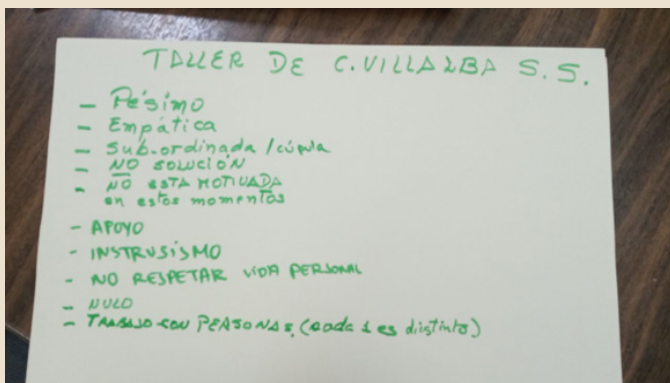 TALLER DE C. VILLALBA S.S.
- Pésimo
- Empática
- Sub-ordinada / cúpula
- NO SOLUCIÓN
- NO ESTA MOTIVADA
en estos momentos
- APOYO
- INSTRUSISMO
- NO RESPETAR VIDA PERSONAL
- NULO
- TRABAJO CON PERSONAS. (cada 1 es distinto)